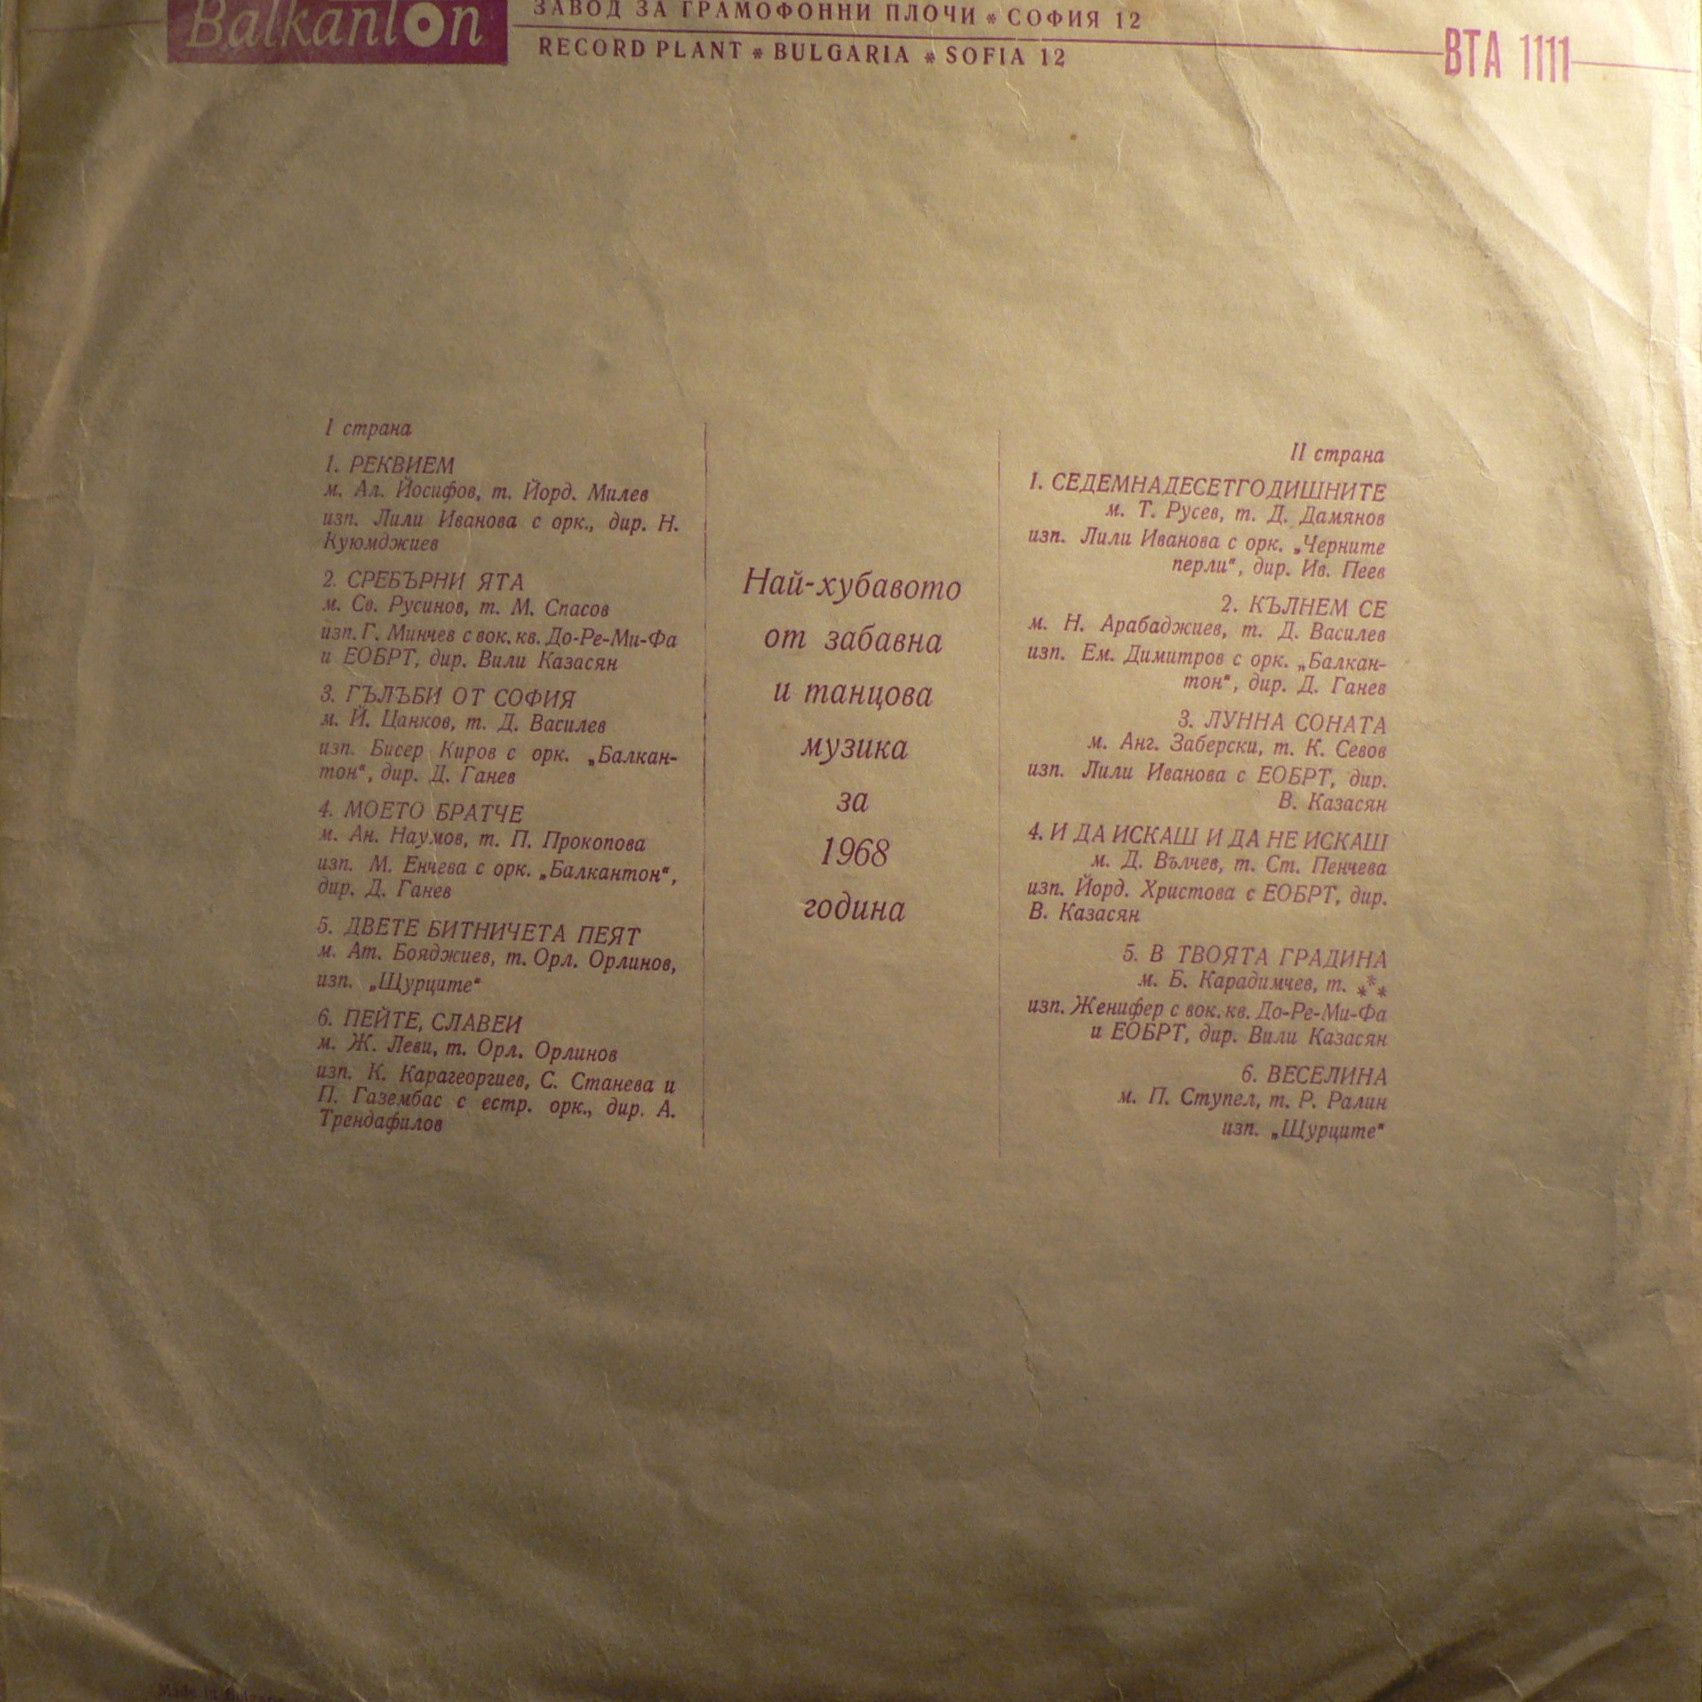 Balkanton
ЗАВОД ЗА ГРАМОФОННИ ПЛОЧИ * СОФИЯ 12
RECORD PLANT * BULGARIA * SOFIA 12
ВТА 1111
I страна
1. РЕКВИЕМ
м. Ал. Йосифов, т. Йорд. Милев
изп. Лили Иванова с орк., дир. Н.
Куюмджиев
2. СРЕБЪРНИ ЯТА
м. Св. Русинов, т. М. Спасов
изп. Г. Минчев с вок. кв. До-Ре-Ми-Фа
и ЕОБРТ, дир. Вили Казасян
3. ГЪЛЪБИ ОТ СОФИЯ
м. Й. Цанков, т. Д. Василев
изп. Бисер Киров с орк. „Балкан-
тон“, дир. Д. Ганев
4. МОЕТО БРАТЧЕ
м. Ан. Наумов, т. П. Прокопова
изп. М. Енчева с орк. „Балкантон“,
дир. Д. Ганев
5. ДВЕТЕ БИТНИЧЕТА ПЕЯТ
м. Ат. Бояджиев, т. Орл. Орлинов,
изп. „Щурците“
6. ПЕЙТЕ, СЛАВЕИ
м. Ж. Леви, т. Орл. Орлинов
изп. К. Карагеоргиев, С. Станева и
П. Газембас с естр. орк., дир. А.
Трендафилов
Най-хубавото
от забавна
и танцова
музика
за
1968
година
II страна
1. СЕДЕМНАДЕСЕТГОДИШНИТЕ
м. Т. Русев, т. Д. Дамянов
изп. Лили Иванова с орк. „Черните
перли“, дир. Ив. Пеев
2. КЪЛНЕМ СЕ
м. Н. Арабаджиев, т. Д. Василев
изп. Ем. Димитров с орк. „Балкан-
тон“, дир. Д. Ганев
3. ЛУННА СОНАТА
м. Анг. Заберски, т. К. Севов
изп. Лили Иванова с ЕОБРТ, дир.
В. Казасян
4. И ДА ИСКАШ И ДА НЕ ИСКАШ
м. Д. Вълчев, т. Ст. Пенчева
изп. Йорд. Христова с ЕОБРТ, дир.
В. Казасян
5. В ТВОЯТА ГРАДИНА
м. Б. Карадимчев, т. ***
изп. Женифер с вок. кв. До-Ре-Ми-Фа
и ЕОБРТ, дир. Вили Казасян
6. ВЕСЕЛИНА
м. П. Ступел, т. Р. Ралин
изп. „Щурците“
Made in Bulgaria